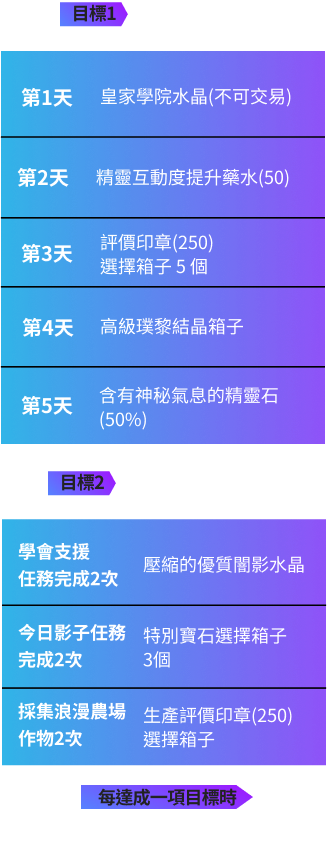 目標1
第1天 皇家學院水晶(不可交易)
第2天 精靈互動度提升藥水(50)
第3天 評價印章(250)
選擇箱子 5 個
第4天 高級璞黎結晶箱子
第5天 含有神秘氣息的精靈石
(50%)
目標2
學會支援
任務完成2次
壓縮的優質闇影水晶
今日影子任務
完成2次
特別寶石選擇箱子
3個
採集浪漫農場
作物2次
生產評價印章(250)
選擇箱子
每達成一項目標時